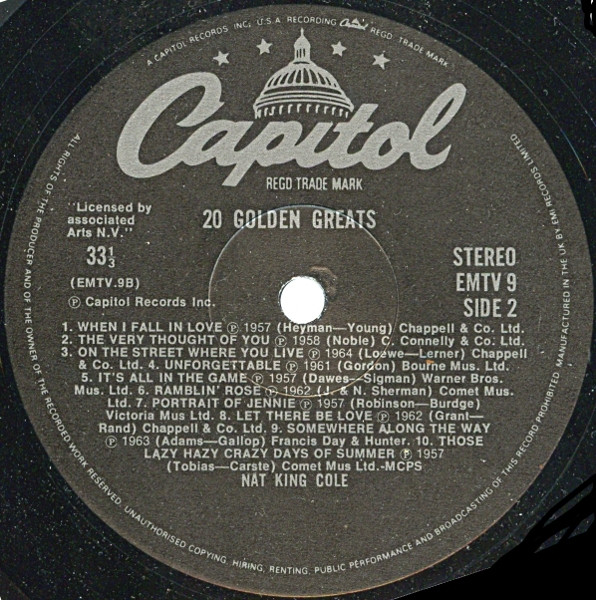 A CAPITOL RECORDS INC; U.S.A. RECORDING Capitol REGD. TRADE MARK
Capitol
REGD TRADE MARK
"Licensed by
associated
Arts N.V."
20 GOLDEN GREATS
33⅓
(EMTV.9B)
Ⓟ Capitol Records Inc.
STEREO
EMTV 9
SIDE 2
1. WHEN I FALL IN LOVE Ⓟ 1957 (Heyman—Young) Chappell & Co. Ltd.
2. THE VERY THOUGHT OF YOU Ⓟ 1958 (Noble) C. Connelly & Co. Ltd.
3. ON THE STREET WHERE YOU LIVE Ⓟ 1964 (Loewe—Lerner) Chappell
& Co. Ltd. 4. UNFORGETTABLE Ⓟ 1961 (Gordon) Bourne Mus. Ltd.
5. IT'S ALL IN THE GAME Ⓟ 1957 (Dawes—Sigman) Warner Bros.
Mus. Ltd. 6. RAMBLIN' ROSE Ⓟ 1962 (J. & N. Sherman) Comet Mus.
Ltd. 7. PORTRAIT OF JENNIE Ⓟ 1957 (Robinson—Burdge)
Victoria Mus Ltd. 8. LET THERE BE LOVE Ⓟ 1962 (Grant—
Rand) Chappell & Co. Ltd. 9. SOMEWHERE ALONG THE WAY
Ⓟ 1963 (Adams—Gallop) Francis Day & Hunter. 10. THOSE
LAZY HAZY CRAZY DAYS OF SUMMER Ⓟ 1957
(Tobias—Carste) Comet Mus Ltd.-MCPS
NAT KING COLE
ALL RIGHTS OF THE PRODUCER AND OF THE OWNER OF THE RECORDED WORK RESERVED. UNAUTHORISED COPYING, HIRING, RENTING, PUBLIC PERFORMANCE AND BROADCASTING OF THIS RECORD PROHIBITED. MANUFACTURED IN THE UK BY EMI RECORDS LIMITED